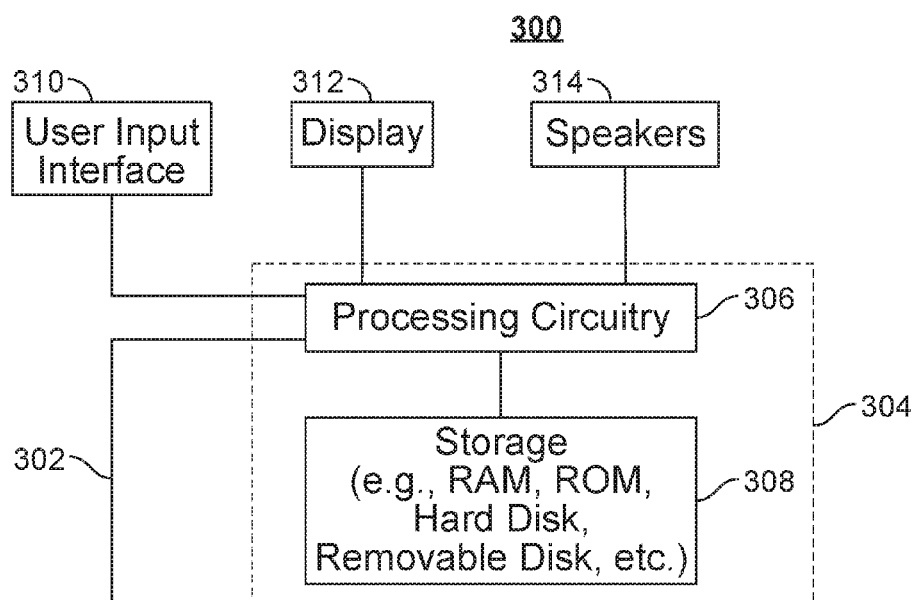 300
310
312
314
User Input
Interface
Display
Speakers
Processing Circuitry
306
304
302
Storage
(e.g., RAM, ROM,
Hard Disk,
Removable Disk, etc.)
308